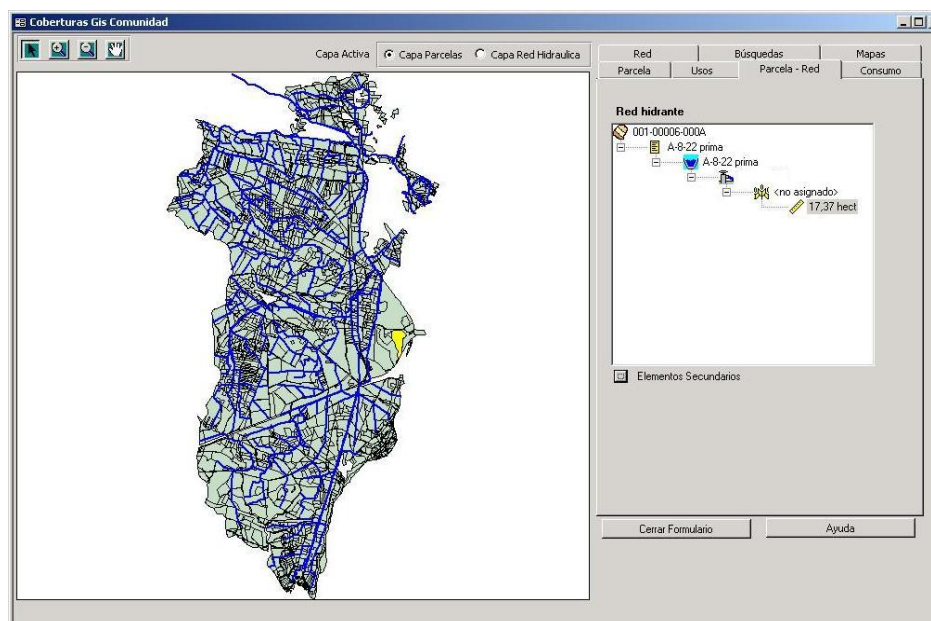 Coberturas Gis Comunidad
Capa Activa
Capa Parcelas
Capa Red Hidraulica
Red
Búsquedas
Mapas
Parcela
Usos
Parcela - Red
Consumo
Red hidrante
001-00006-000A
A-8-22 prima
A-8-22 prima
<no asignado>
17,37 hect
Elementos Secundarios
Cerrar Formulario
Ayuda